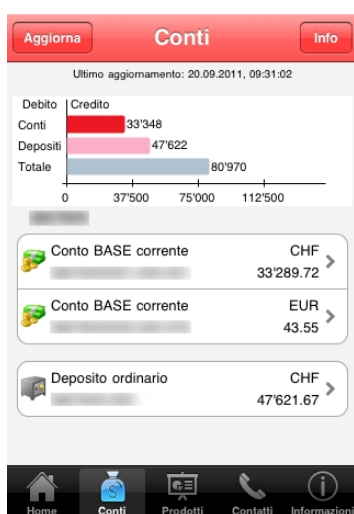 Aggiorna Conti Info
Ultimo aggiornamento: 20.09.2011, 09:31:02
Debito Credito
Conti 33'348
Depositi 47'622
Totale 80'970
0 37'500 75'000 112'500
Conto BASE corrente CHF
33'289.72
Conto BASE corrente EUR
43.55
Deposito ordinario CHF
47'621.67
Home Conti Prodotti Contatti Informazioni